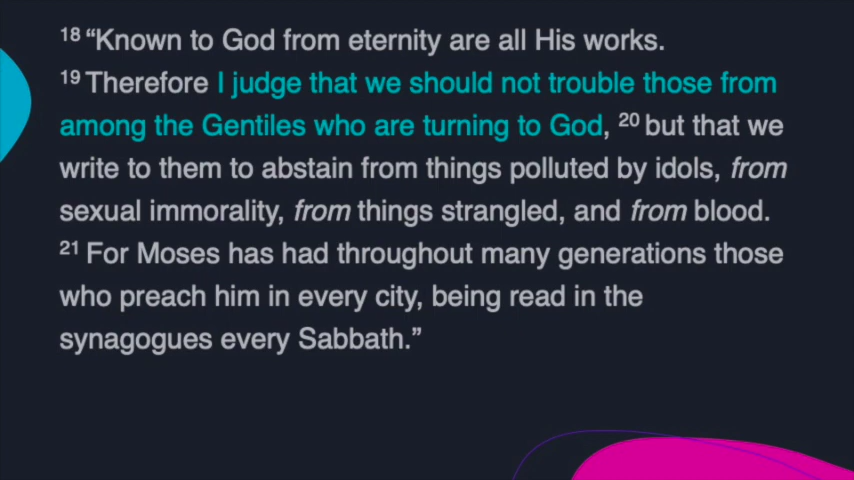 18 “Known to God from eternity are all His works.
19 Therefore I judge that we should not trouble those from
among the Gentiles who are turning to God, 20 but that we
write to them to abstain from things polluted by idols, from
sexual immorality, from things strangled, and from blood.
21 For Moses has had throughout many generations those
who preach him in every city, being read in the
synagogues every Sabbath.”